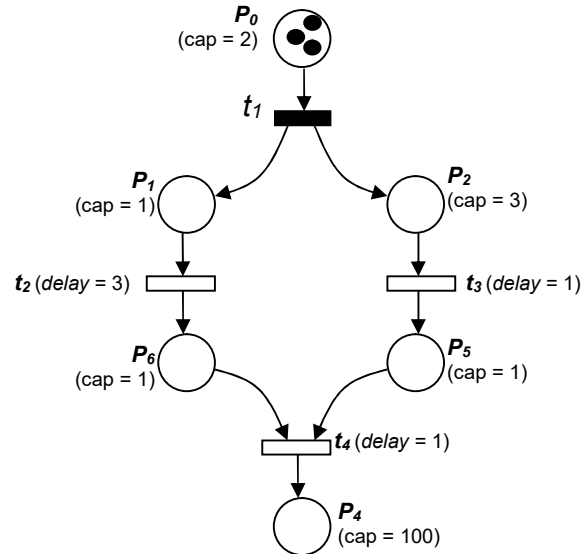 P0
(cap = 2)
t1
P1
(cap = 1)
P2
(cap = 3)
t2 (delay = 3)
t3 (delay = 1)
P6
(cap = 1)
P5
(cap = 1)
t4 (delay = 1)
P4
(cap = 100)